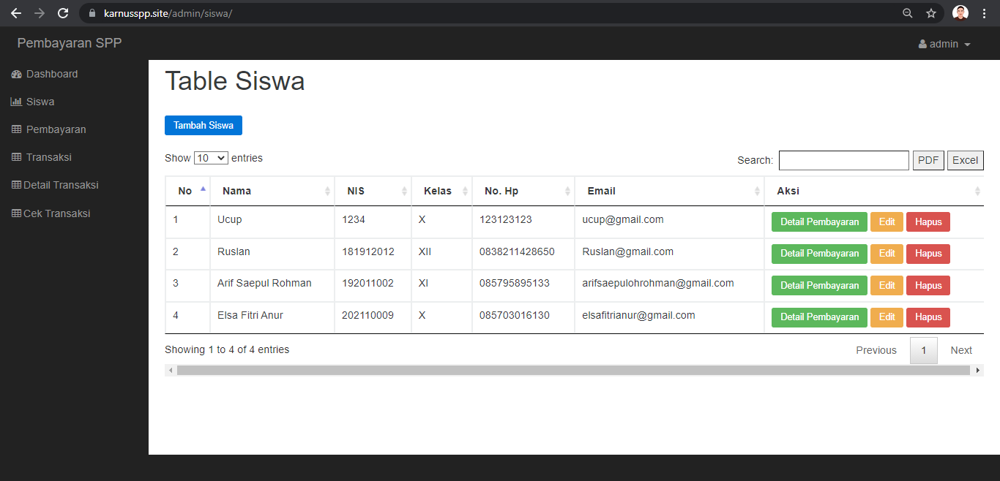 karnusspp.site/admin/siswa/
Pembayaran SPP
admin
Dashboard
Siswa
Pembayaran
Transaksi
Detail Transaksi
Cek Transaksi
Table Siswa
Tambah Siswa
Show 10 entries
Search: PDF Excel
No Nama NIS Kelas No. Hp Email Aksi
1 Ucup 1234 X 123123123 ucup@gmail.com Detail Pembayaran Edit Hapus
2 Ruslan 181912012 XII 0838211428650 Ruslan@gmail.com Detail Pembayaran Edit Hapus
3 Arif Saepul Rohman 192011002 XI 085795895133 arifsaepulohrohman@gmail.com Detail Pembayaran Edit Hapus
4 Elsa Fitri Anur 202110009 X 085703016130 elsafitrianur@gmail.com Detail Pembayaran Edit Hapus
Showing 1 to 4 of 4 entries
Previous 1 Next